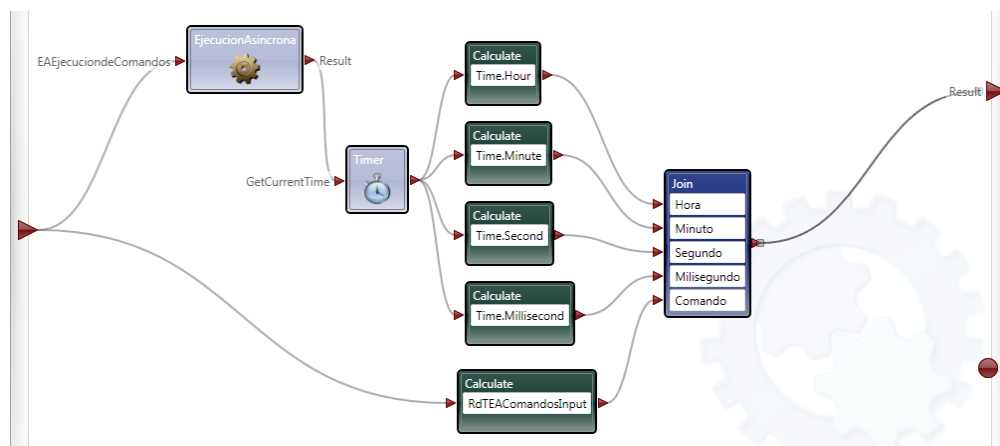 EjecucionAsincrona
EAEjecuciondeComandos
Result
Calculate
Time.Hour
Result
Calculate
Time.Minute
Timer
GetCurrentTime
Join
Hora
Minuto
Segundo
Milisegundo
Comando
Calculate
Time.Second
Calculate
Time.Millisecond
Calculate
RdTEAComandosInput